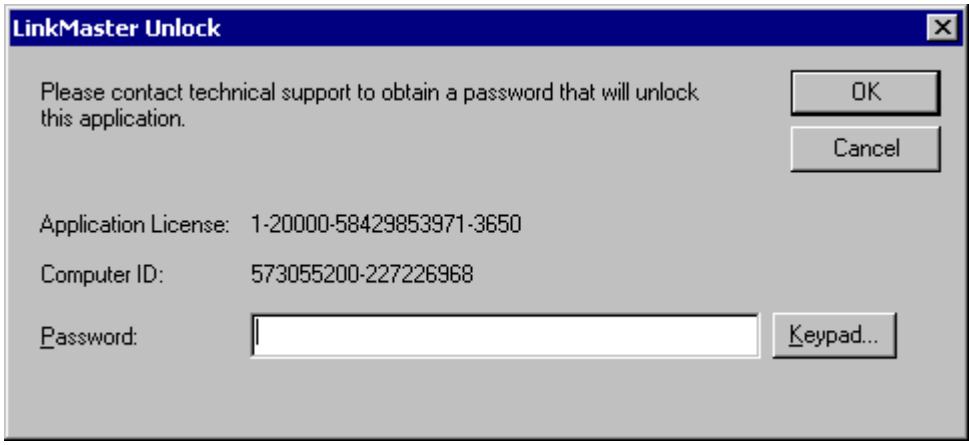 LinkMaster Unlock
Please contact technical support to obtain a password that will unlock
this application.
OK
Cancel
Application License: 1-20000-58429853971-3650
Computer ID: 573055200-227226968
Password:
Keypad...